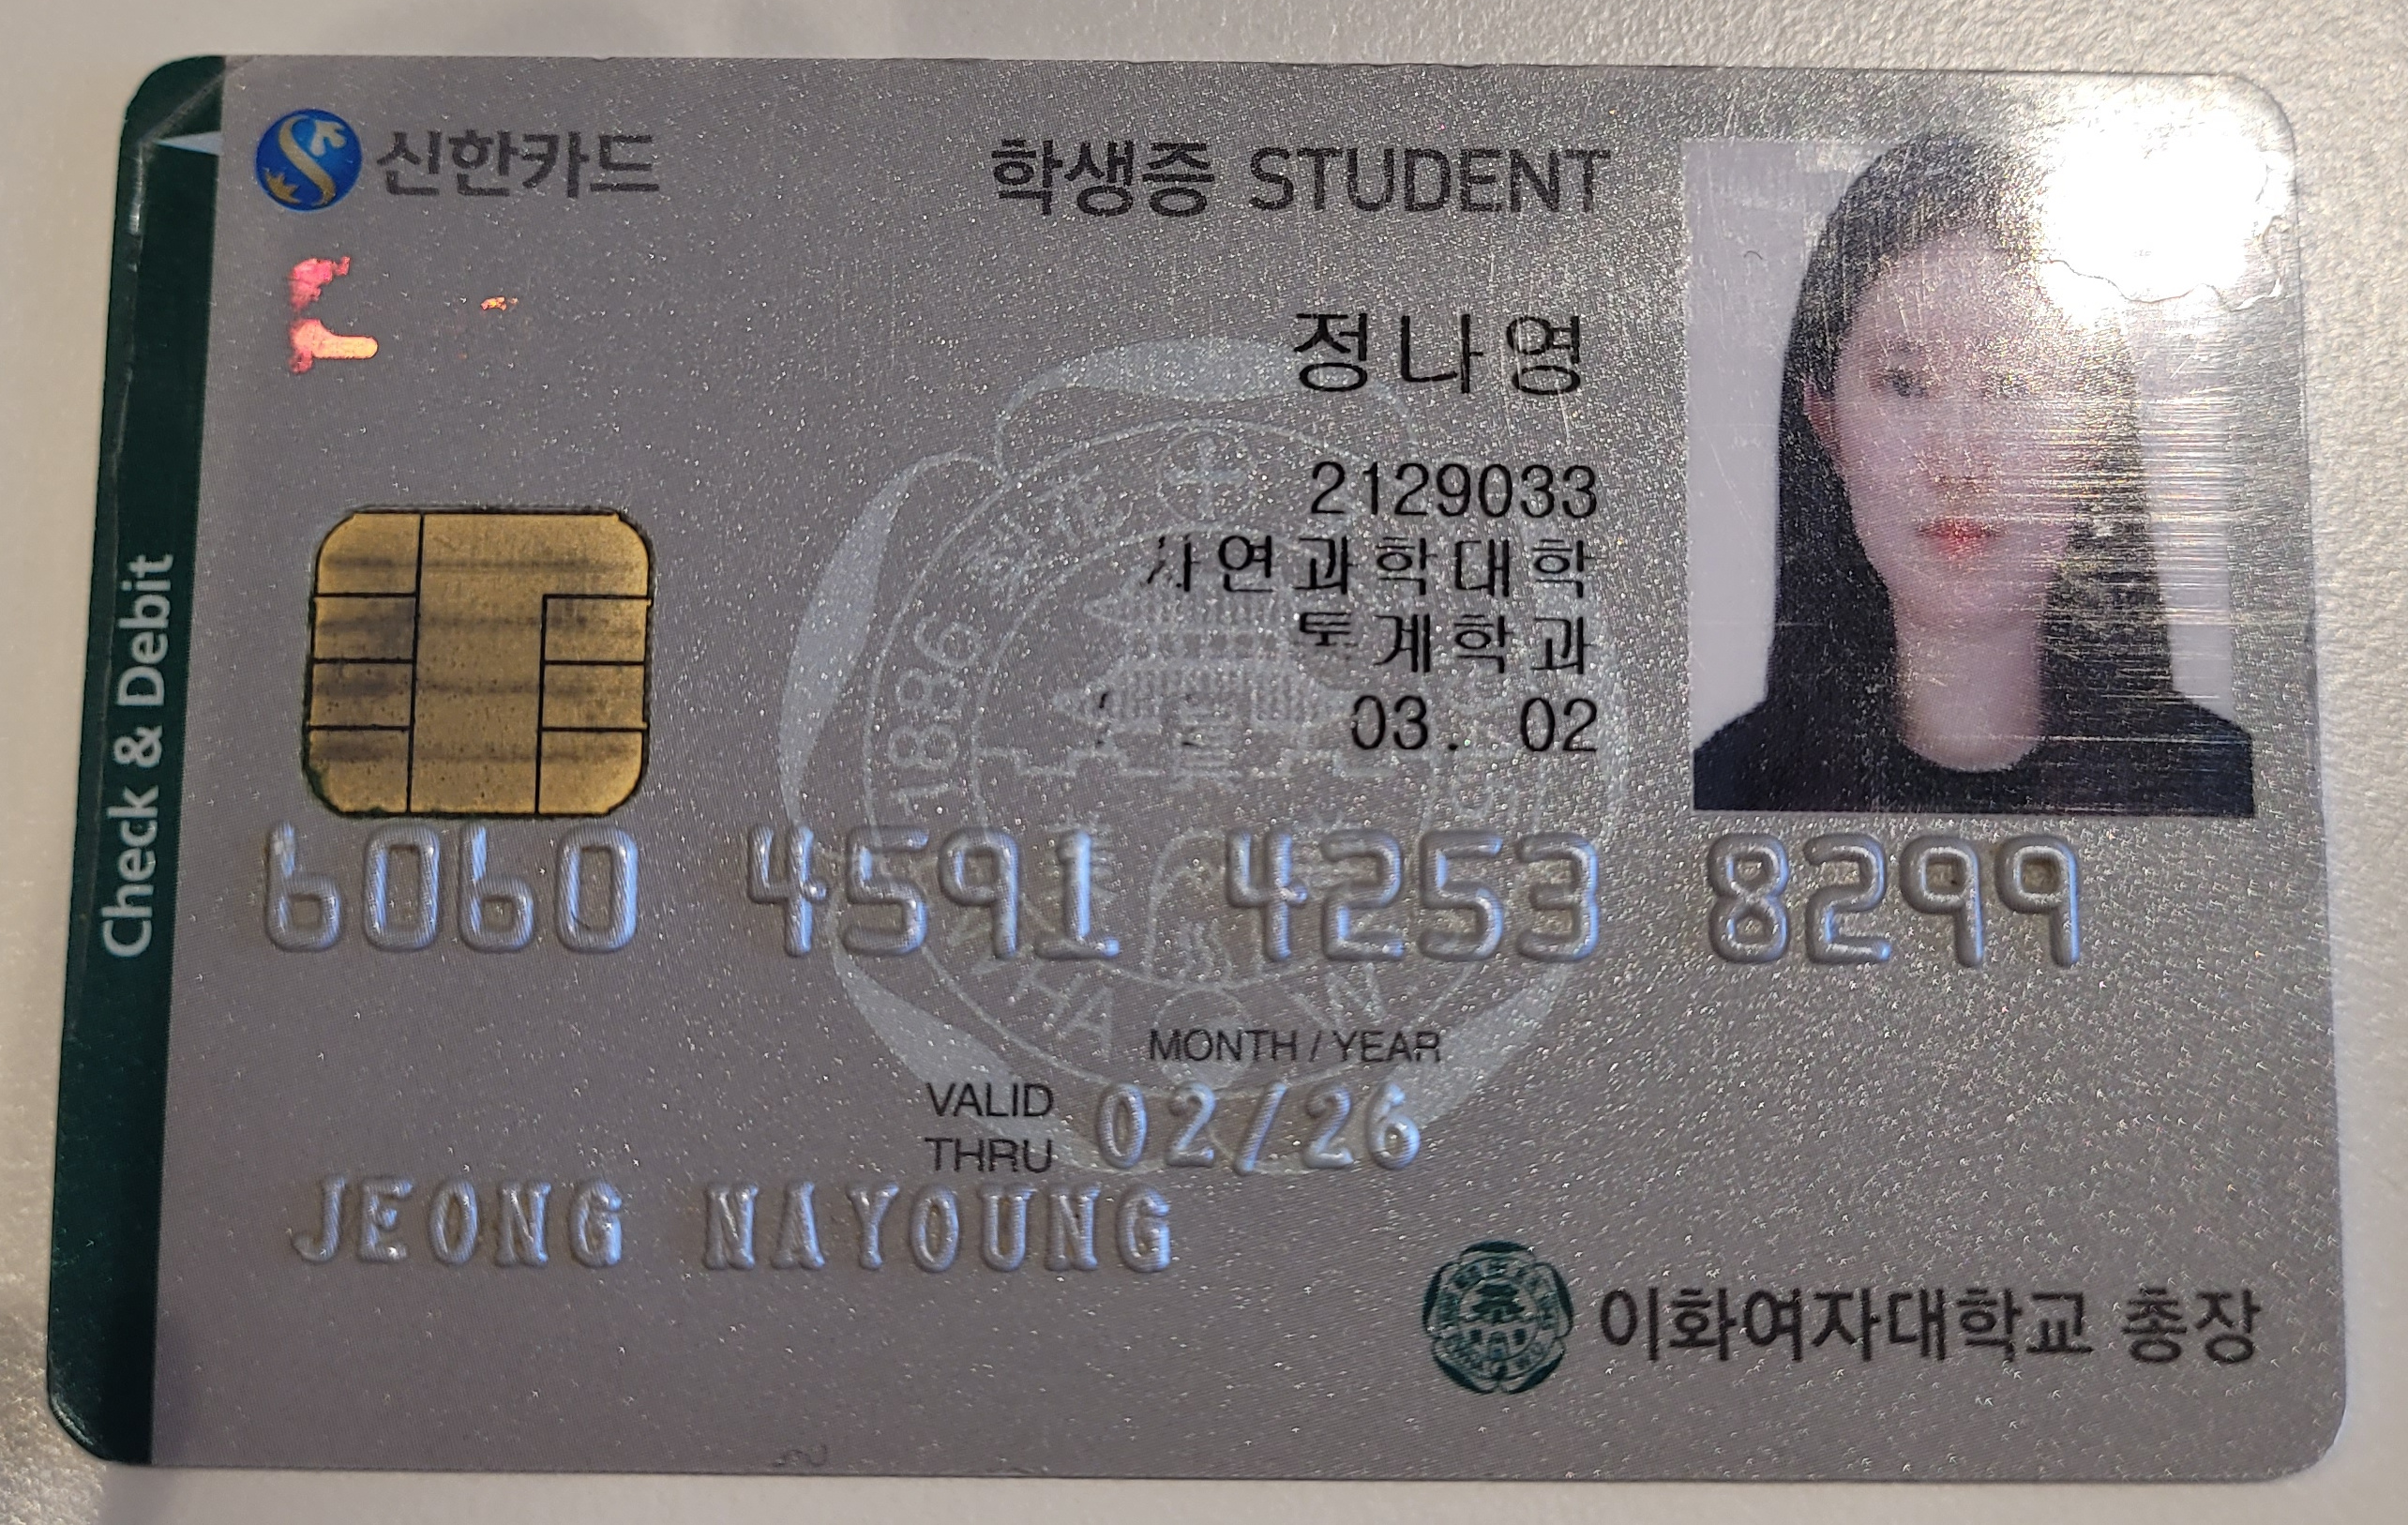 신한카드
학생증 STUDENT
정나영
2129033
자연과학대학
통계학과
03. 02
1886
Check & Debit
6060 4591 4253 8299
MONTH / YEAR
VALID THRU 02/26
JEONG NAYOUNG
이화여자대학교 총장